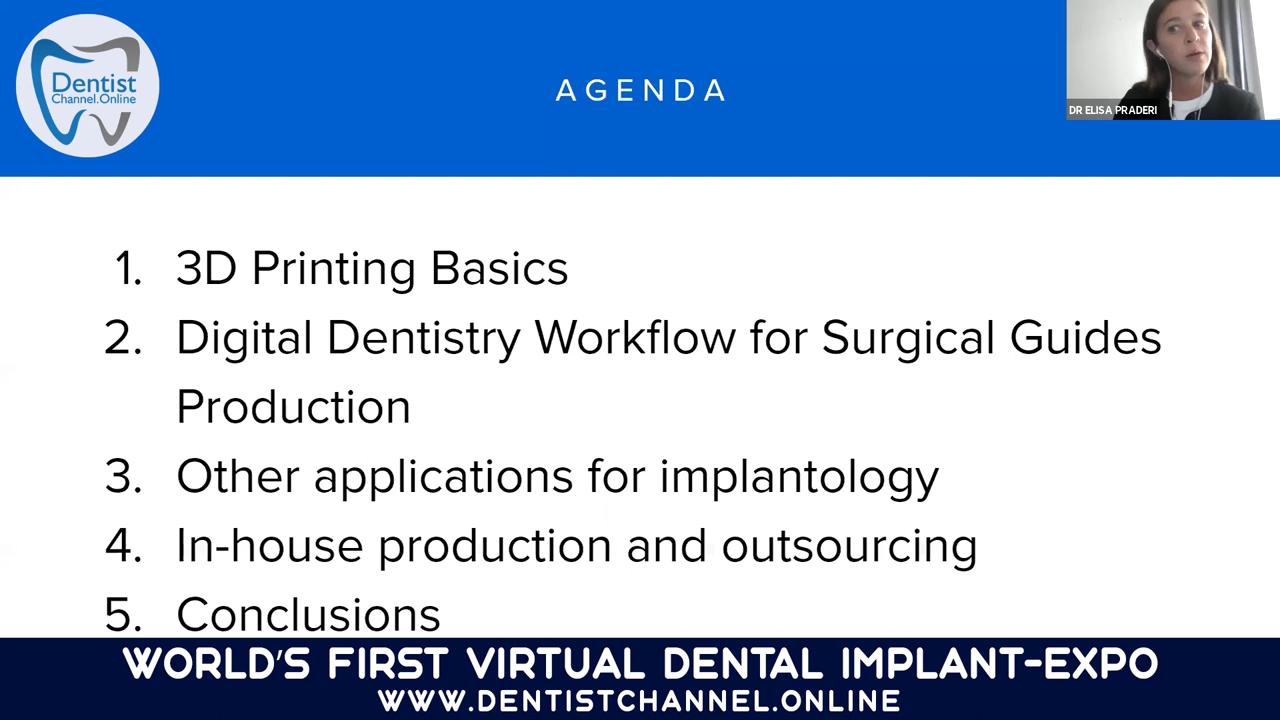 Dentist
Channel.Online
AGENDA
DR ELISA PRADERI
1. 3D Printing Basics
2. Digital Dentistry Workflow for Surgical Guides
Production
3. Other applications for implantology
4. In-house production and outsourcing
5. Conclusions
WORLD'S FIRST VIRTUAL DENTAL IMPLANT-EXPO
WWW.DENTISTCHANNEL.ONLINE